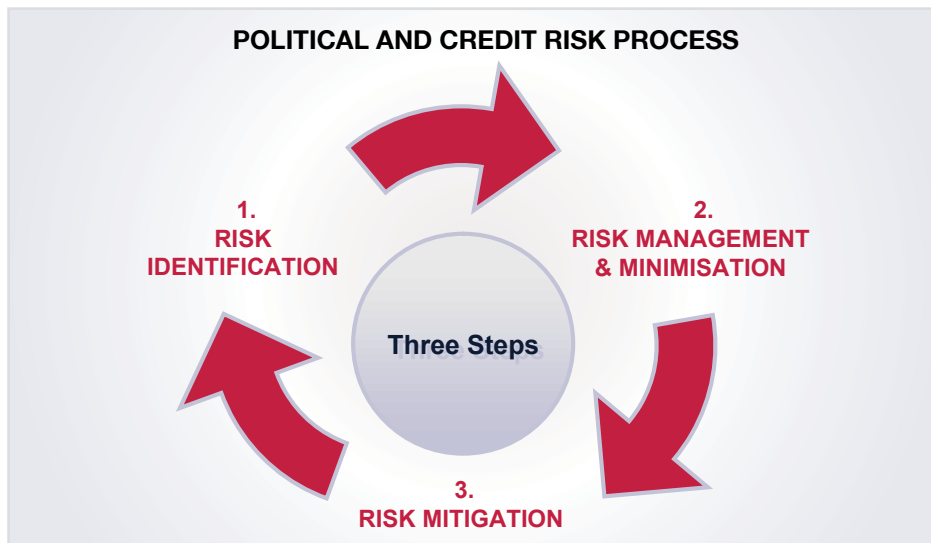 POLITICAL AND CREDIT RISK PROCESS
1.
RISK
IDENTIFICATION
2.
RISK MANAGEMENT
& MINIMISATION
Three Steps
3.
RISK MITIGATION